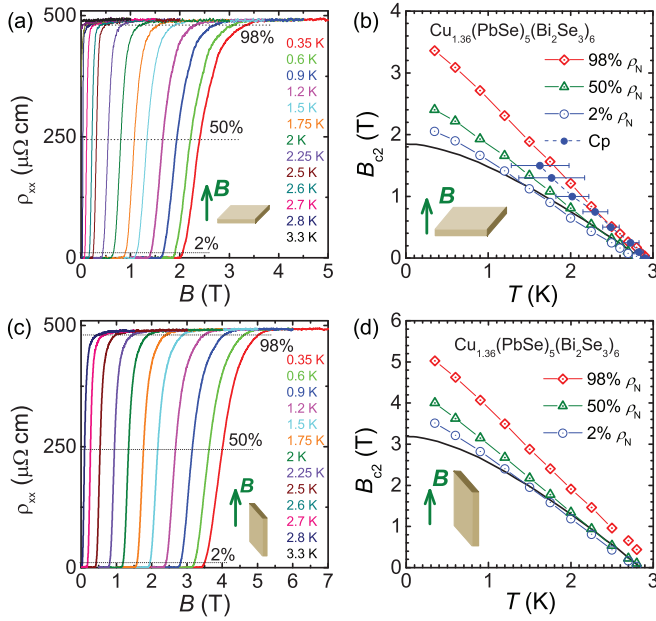 (a)
500
250
0
ρxx (μΩ cm)
98%
50%
2%
0.35 K
0.6 K
0.9 K
1.2 K
1.5 K
1.75 K
2 K
2.25 K
2.5 K
2.6 K
2.7 K
2.8 K
3.3 K
B
0 1 2 3 4 5
B (T)
(b)
Cu1.36(PbSe)5(Bi2Se3)6
98% ρN
50% ρN
2% ρN
Cp
4
3
2
1
0
Bc2 (T)
B
0 1 2 3
T (K)
(c)
500
250
0
ρxx (μΩ cm)
98%
50%
2%
0.35 K
0.6 K
0.9 K
1.2 K
1.5 K
1.75 K
2 K
2.25 K
2.5 K
2.6 K
2.7 K
2.8 K
3.3 K
B
0 1 2 3 4 5 6 7
B (T)
(d)
Cu1.36(PbSe)5(Bi2Se3)6
98% ρN
50% ρN
2% ρN
6
5
4
3
2
1
0
Bc2 (T)
B
0 1 2 3
T (K)